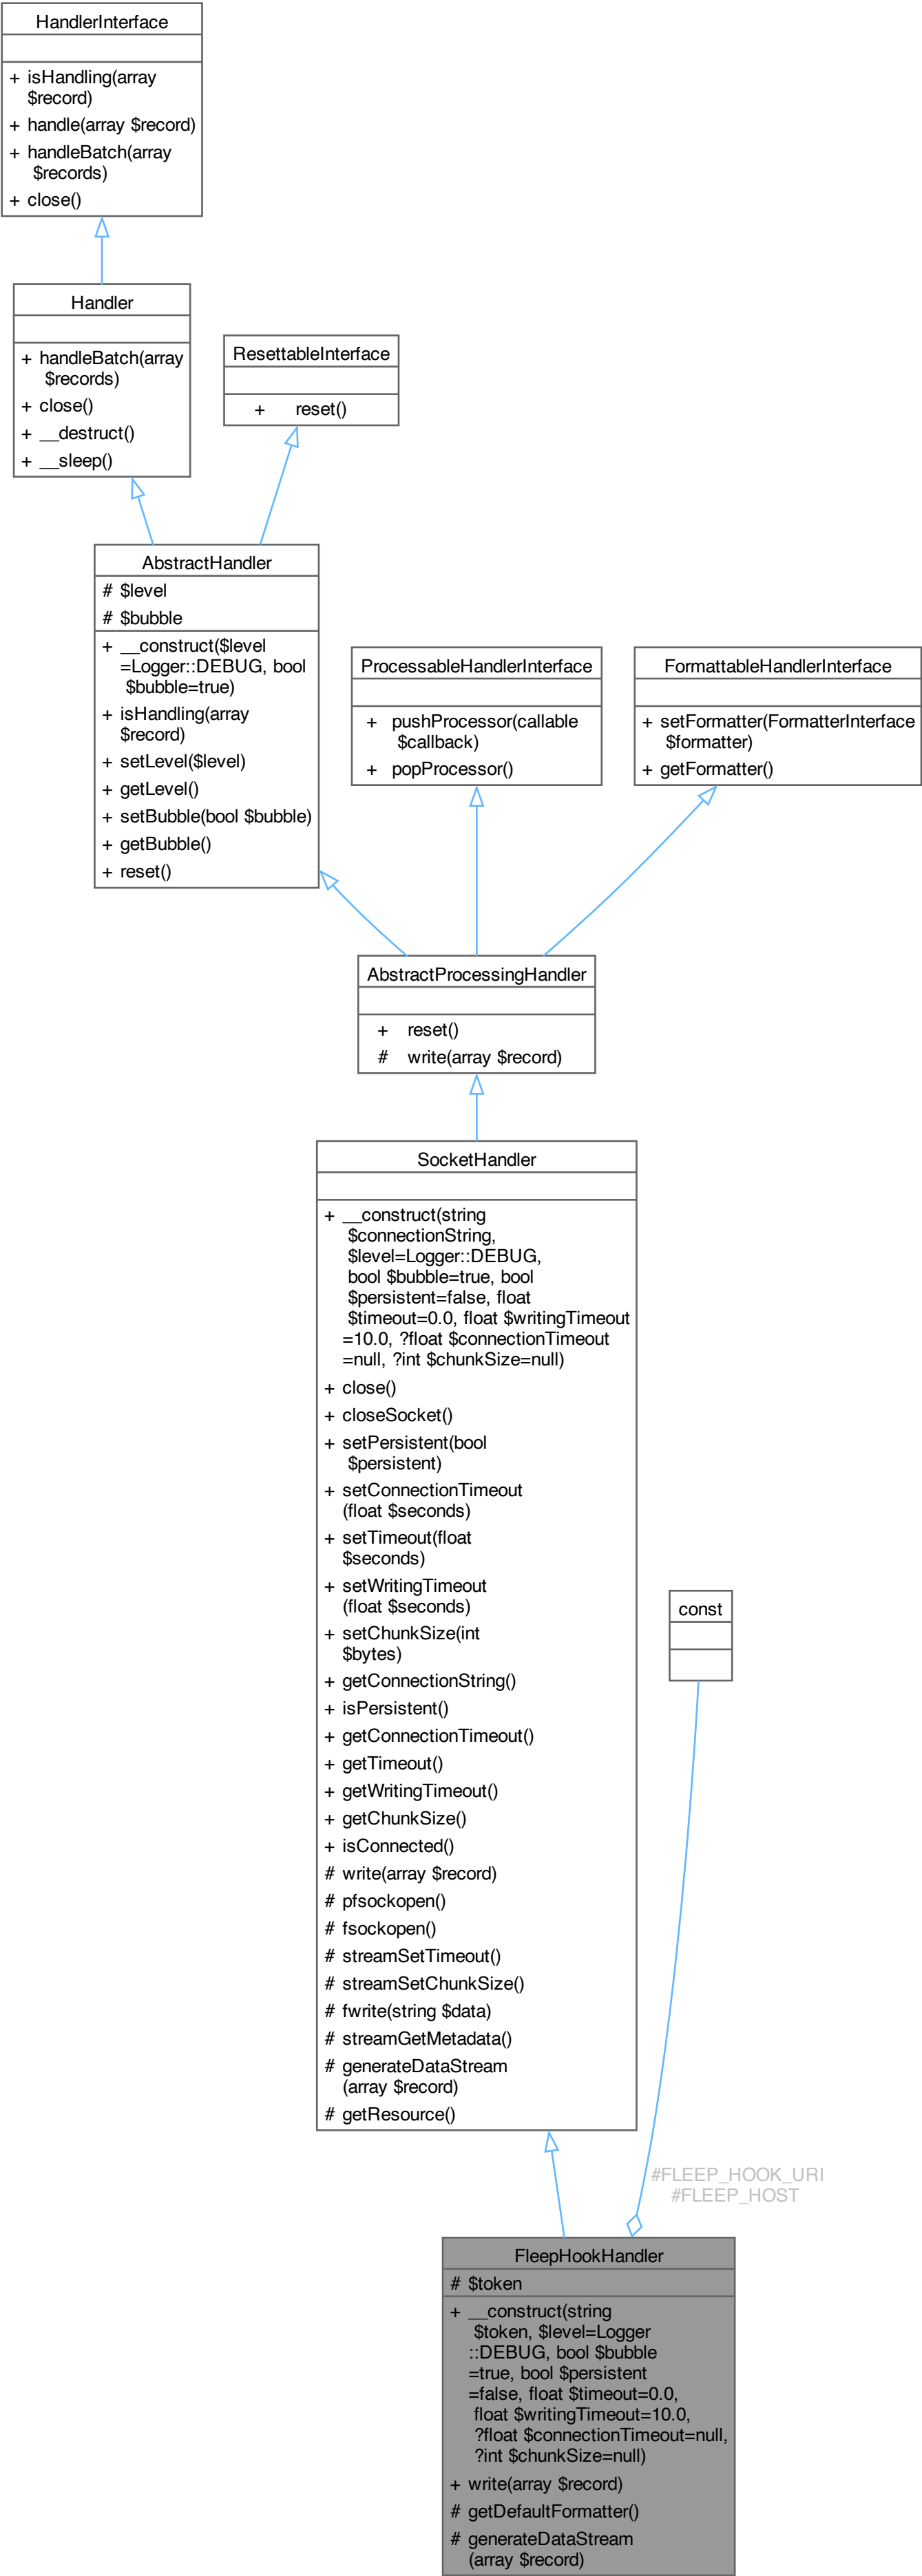 HandlerInterface
+ isHandling(array
$record)
+ handle(array $record)
+ handleBatch(array
$records)
+ close()
Handler
+ handleBatch(array
$records)
+ close()
+ __destruct()
+ __sleep()
ResettableInterface
+ reset()
AbstractHandler
# $level
# $bubble
+ __construct($level
=Logger::DEBUG, bool
$bubble=true)
+ isHandling(array
$record)
+ setLevel($level)
+ getLevel()
+ setBubble(bool $bubble)
+ getBubble()
+ reset()
ProcessableHandlerInterface
+ pushProcessor(callable
$callback)
+ popProcessor()
FormattableHandlerInterface
+ setFormatter(FormatterInterface
$formatter)
+ getFormatter()
AbstractProcessingHandler
+ reset()
# write(array $record)
SocketHandler
+ __construct(string
$connectionString,
$level=Logger::DEBUG,
bool $bubble=true, bool
$persistent=false, float
$timeout=0.0, float $writingTimeout
=10.0, ?float $connectionTimeout
=null, ?int $chunkSize=null)
+ close()
+ closeSocket()
+ setPersistent(bool
$persistent)
+ setConnectionTimeout
(float $seconds)
+ setTimeout(float
$seconds)
+ setWritingTimeout
(float $seconds)
+ setChunkSize(int
$bytes)
+ getConnectionString()
+ isPersistent()
+ getConnectionTimeout()
+ getTimeout()
+ getWritingTimeout()
+ getChunkSize()
+ isConnected()
# write(array $record)
# pfsockopen()
# fsockopen()
# streamSetTimeout()
# streamSetChunkSize()
# fwrite(string $data)
# streamGetMetadata()
# generateDataStream
(array $record)
# getResource()
const
#FLEEP_HOOK_URI
#FLEEP_HOST
FleepHookHandler
# $token
+ __construct(string
$token, $level=Logger
::DEBUG, bool $bubble
=true, bool $persistent
=false, float $timeout=0.0,
float $writingTimeout=10.0,
?float $connectionTimeout=null,
?int $chunkSize=null)
+ write(array $record)
# getDefaultFormatter()
# generateDataStream
(array $record)